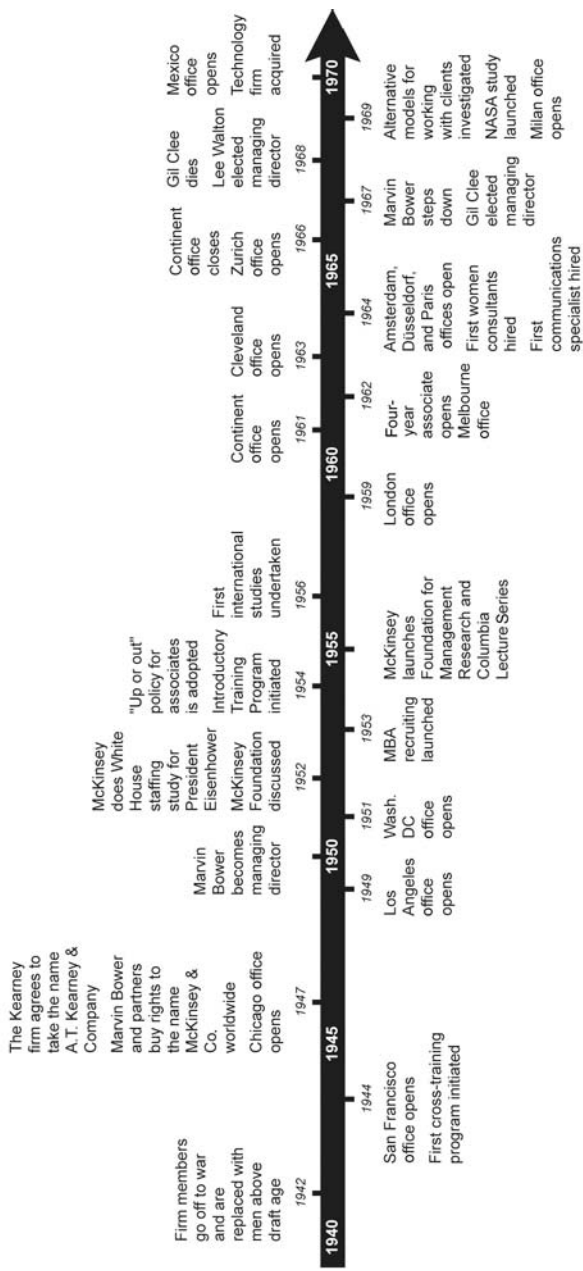 1940
1942
Firm members
go off to war
and are
replaced with
men above
draft age
1944
San Francisco
office opens
First cross-training
program initiated
1945
1947
The Kearney
firm agrees to
take the name
A.T. Kearney &
Company
Marvin Bower
and partners
buy rights to
the name
McKinsey &
Co.
worldwide
Chicago office
opens
1949
Los
Angeles
office
opens
1950
Marvin
Bower
becomes
managing
director
1951
Wash.
DC
office
opens
1952
McKinsey
does White
House
staffing
study for
President
Eisenhower
McKinsey
Foundation
discussed
1953
MBA
recruiting
launched
1954
"Up or out"
policy for
associates
is adopted
Introductory
Training
Program
initiated
1955
McKinsey
launches
Foundation for
Management
Research and
Columbia
Lecture Series
1956
First
international
studies
undertaken
1959
London
office
opens
1960
1961
Continent
office
opens
1962
Four-
year
associate
opens
Melbourne
office
1963
Cleveland
office
opens
1964
Amsterdam,
Düsseldorf,
and Paris
offices open
First women
consultants
hired
First
communications
specialist hired
1965
1966
Continent
office
closes
Zurich
office
opens
1967
Marvin
Bower
steps
down
Gil Clee
elected
managing
director
1968
Gil Clee
dies
Lee Walton
elected
managing
director
1969
Alternative
models for
working
with clients
investigated
NASA study
launched
Milan office
opens
1970
Mexico
office
opens
Technology
firm
acquired